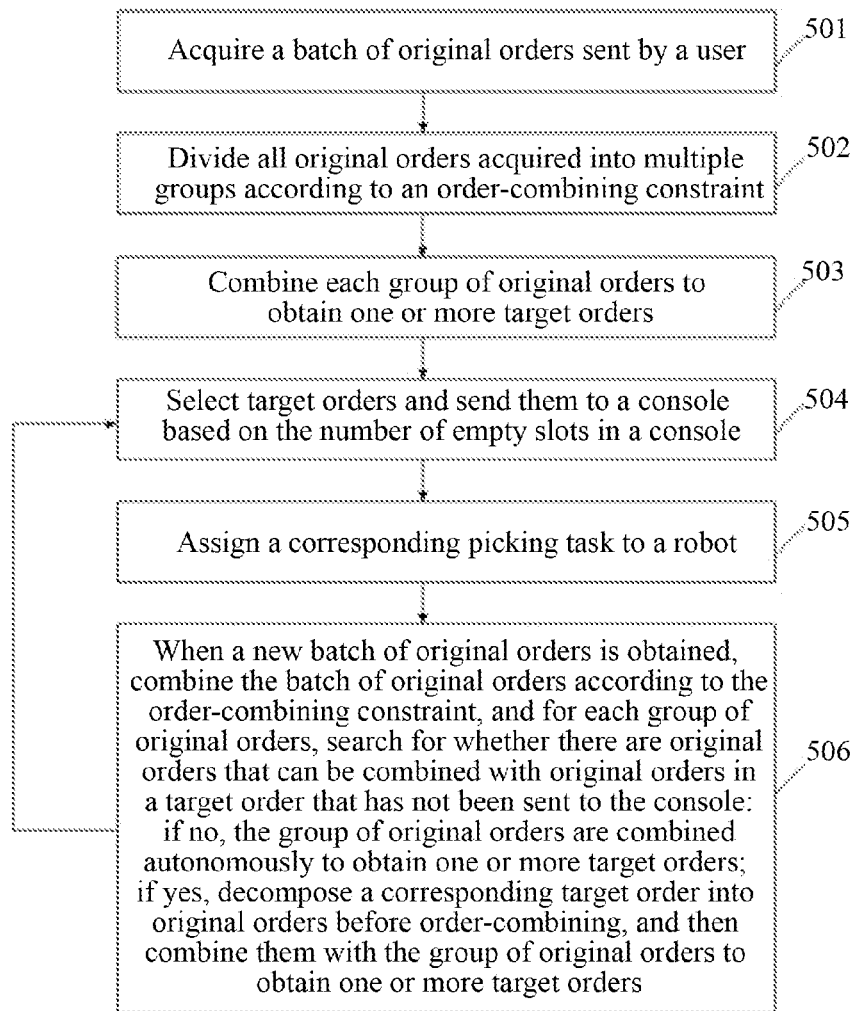 Acquire a batch of original orders sent by a user
501
Divide all original orders acquired into multiple
groups according to an order-combining constraint
502
Combine each group of original orders to
obtain one or more target orders
503
Select target orders and send them to a console
based on the number of empty slots in a console
504
Assign a corresponding picking task to a robot
505
When a new batch of original orders is obtained,
combine the batch of original orders according to the
order-combining constraint, and for each group of
original orders, search for whether there are original
orders that can be combined with original orders in
a target order that has not been sent to the console:
if no, the group of original orders are combined
autonomously to obtain one or more target orders;
if yes, decompose a corresponding target order into
original orders before order-combining, and then
combine them with the group of original orders to
obtain one or more target orders
506